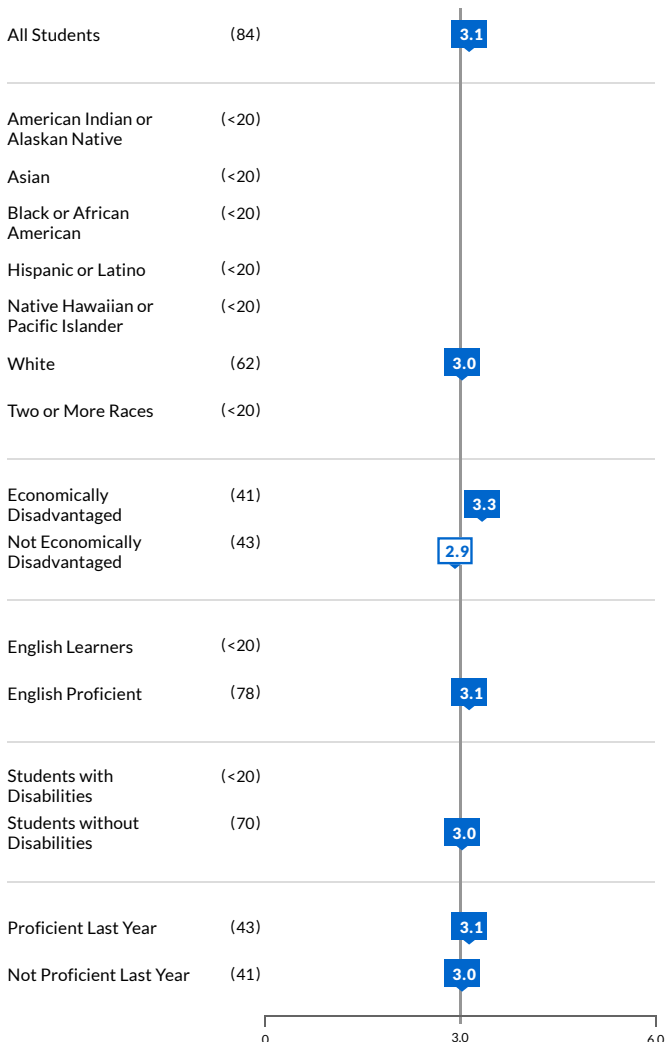 All Students (84) 3.1
American Indian or (<20)
Alaskan Native
Asian (<20)
Black or African (<20)
American
Hispanic or Latino (<20)
Native Hawaiian or (<20)
Pacific Islander
White (62) 3.0
Two or More Races (<20)
Economically (41) 3.3
Disadvantaged
Not Economically (43) 2.9
Disadvantaged
English Learners (<20)
English Proficient (78) 3.1
Students with (<20)
Disabilities
Students without (70) 3.0
Disabilities
Proficient Last Year (43) 3.1
Not Proficient Last Year (41) 3.0
0 3.0 6.0